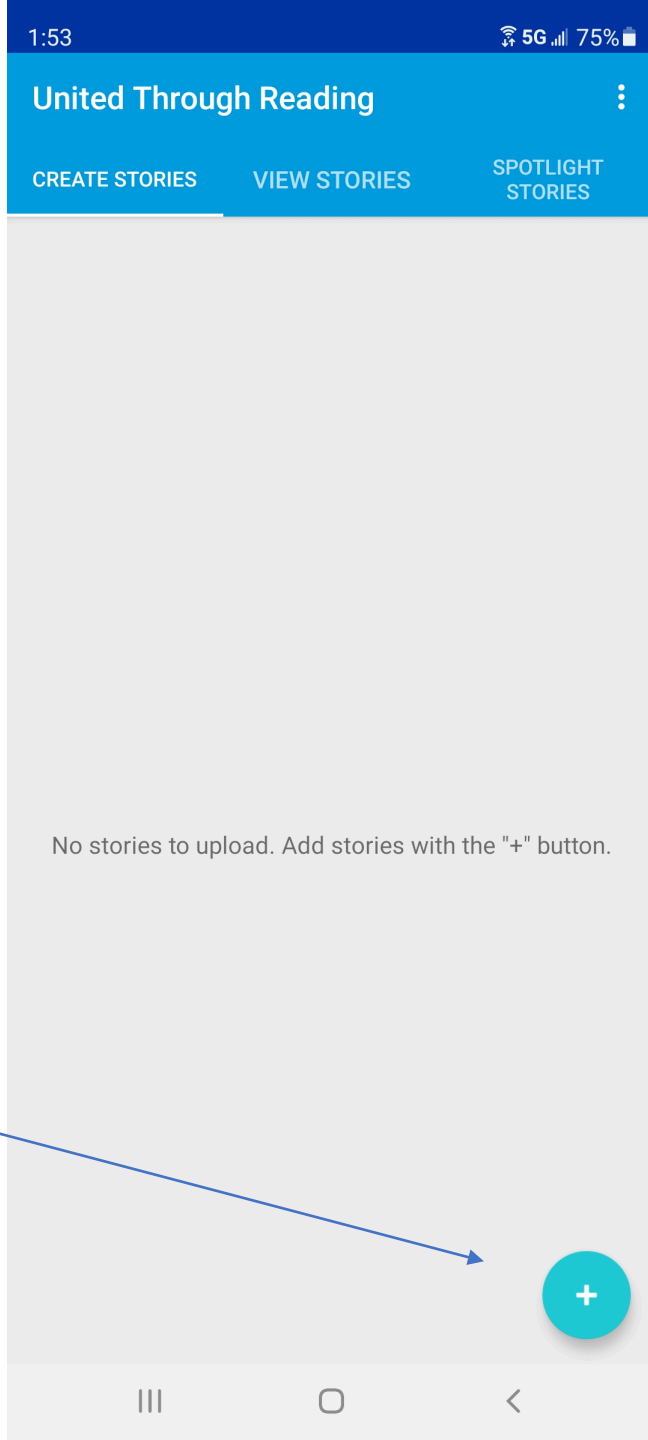 1:53 5G 75%
United Through Reading
CREATE STORIES VIEW STORIES SPOTLIGHT
STORIES
No stories to upload. Add stories with the "+" button.
+